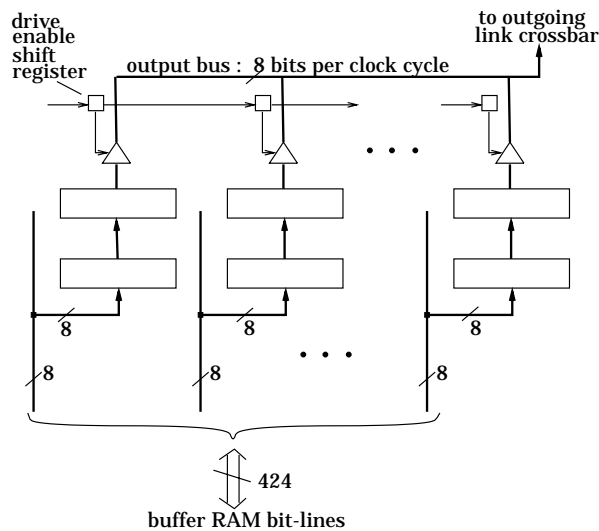 drive
enable
shift
register
to outgoing
link crossbar
output bus : 8 bits per clock cycle
8
8
8
8
8
8
424
buffer RAM bit-lines